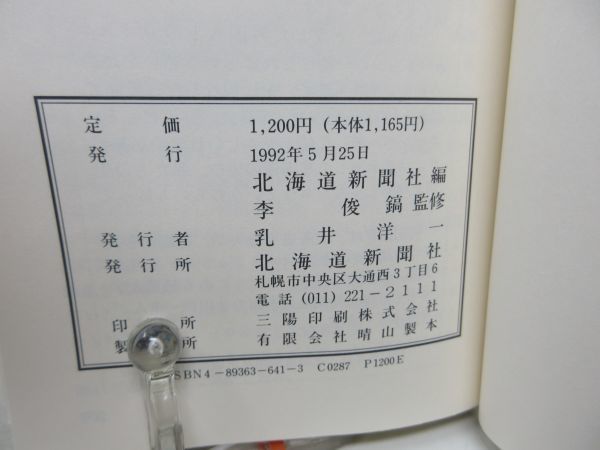 定価 1,200円（本体1,165円）
発行 1992年5月25日
北海道新聞社編
李俊鎬監修
発行者 乳井洋一
発行所 北海道新聞社
札幌市中央区大通西3丁目6
電話 (011) 221-2111
印 所 三陽印刷株式会社
製 所 有限会社晴山製本
SBN4-89363-641-3 C0287 P1200E